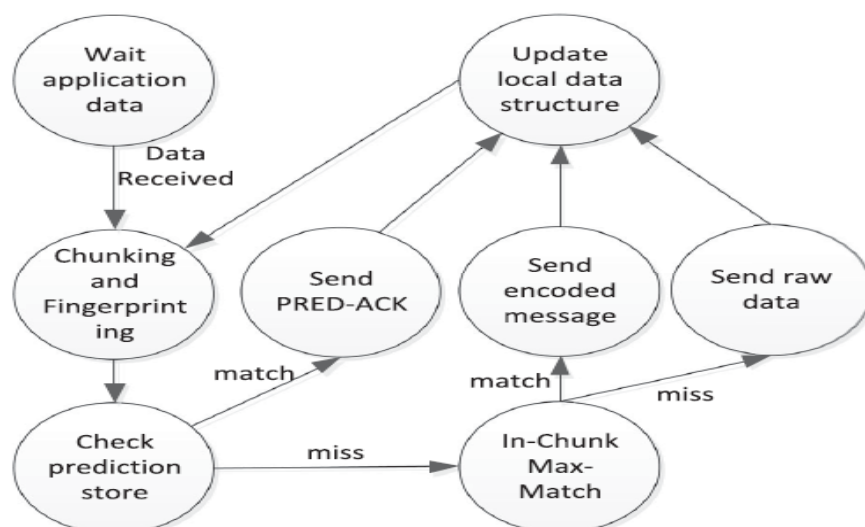 Wait
application
data
Update
local data
structure
Data
Received
Chunking
and
Fingerprint
ing
Send
PRED-ACK
Send
encoded
message
Send raw
data
match
match
miss
Check
prediction
store
miss
In-Chunk
Max-
Match